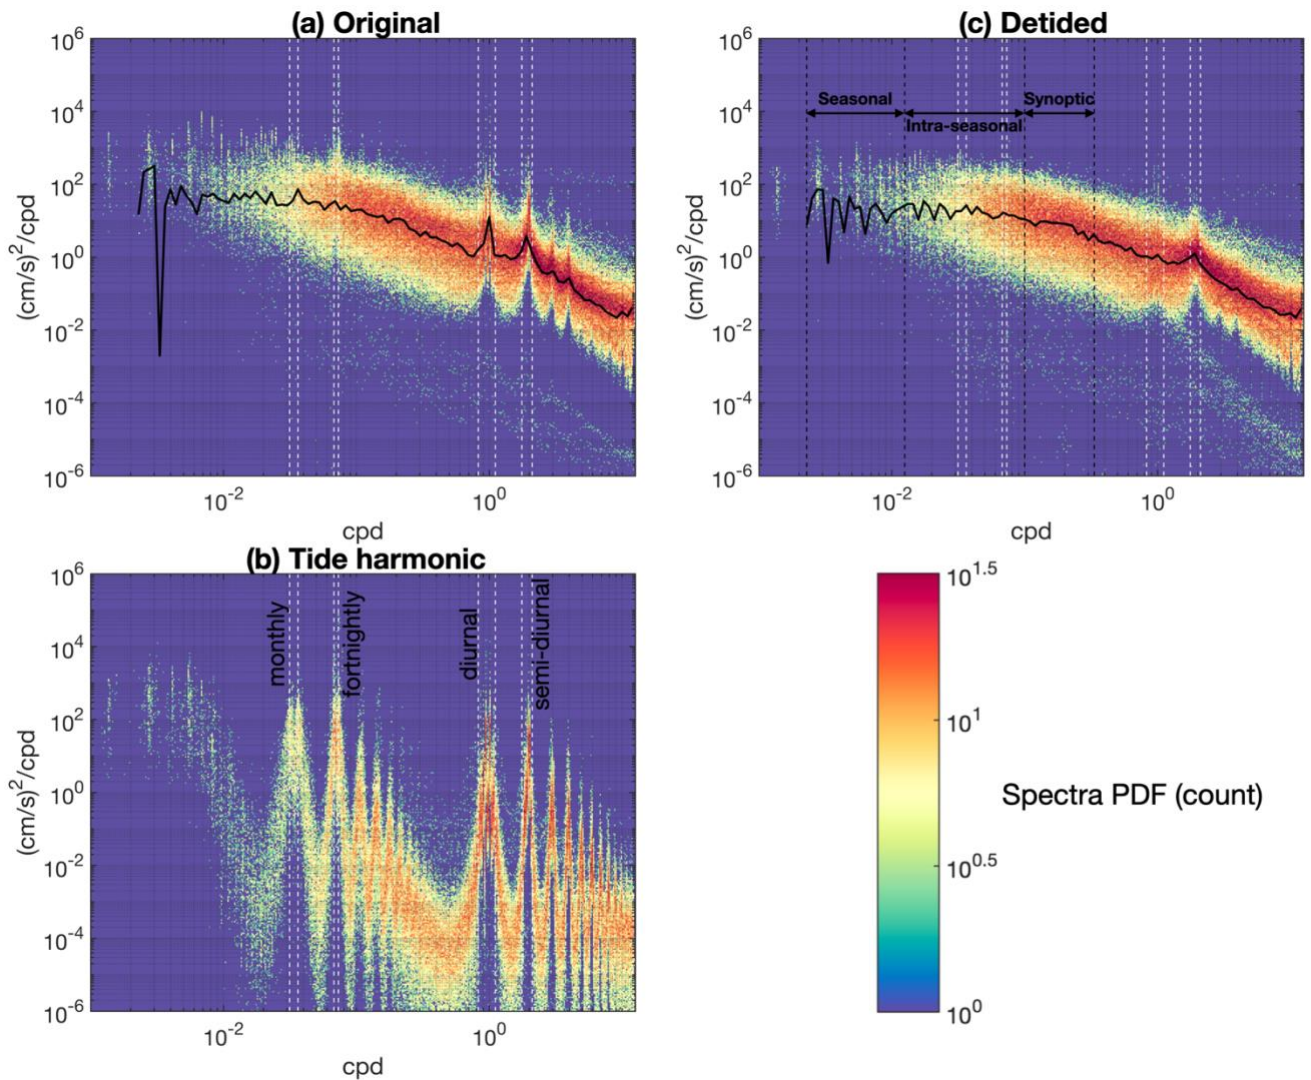 (a) Original
10^6
10^4
10^2
10^0
10^-2
10^-4
10^-6
(cm/s)^2/cpd
10^-2
10^0
cpd
(c) Detided
10^6
10^4
10^2
10^0
10^-2
10^-4
10^-6
(cm/s)^2/cpd
Seasonal
Synoptic
Intra-seasonal
10^-2
10^0
cpd
(b) Tide harmonic
10^6
10^4
10^2
10^0
10^-2
10^-4
10^-6
(cm/s)^2/cpd
monthly
fortnightly
diurnal
semi-diurnal
10^-2
10^0
cpd
10^1.5
10^1
10^0.5
10^0
Spectra PDF (count)